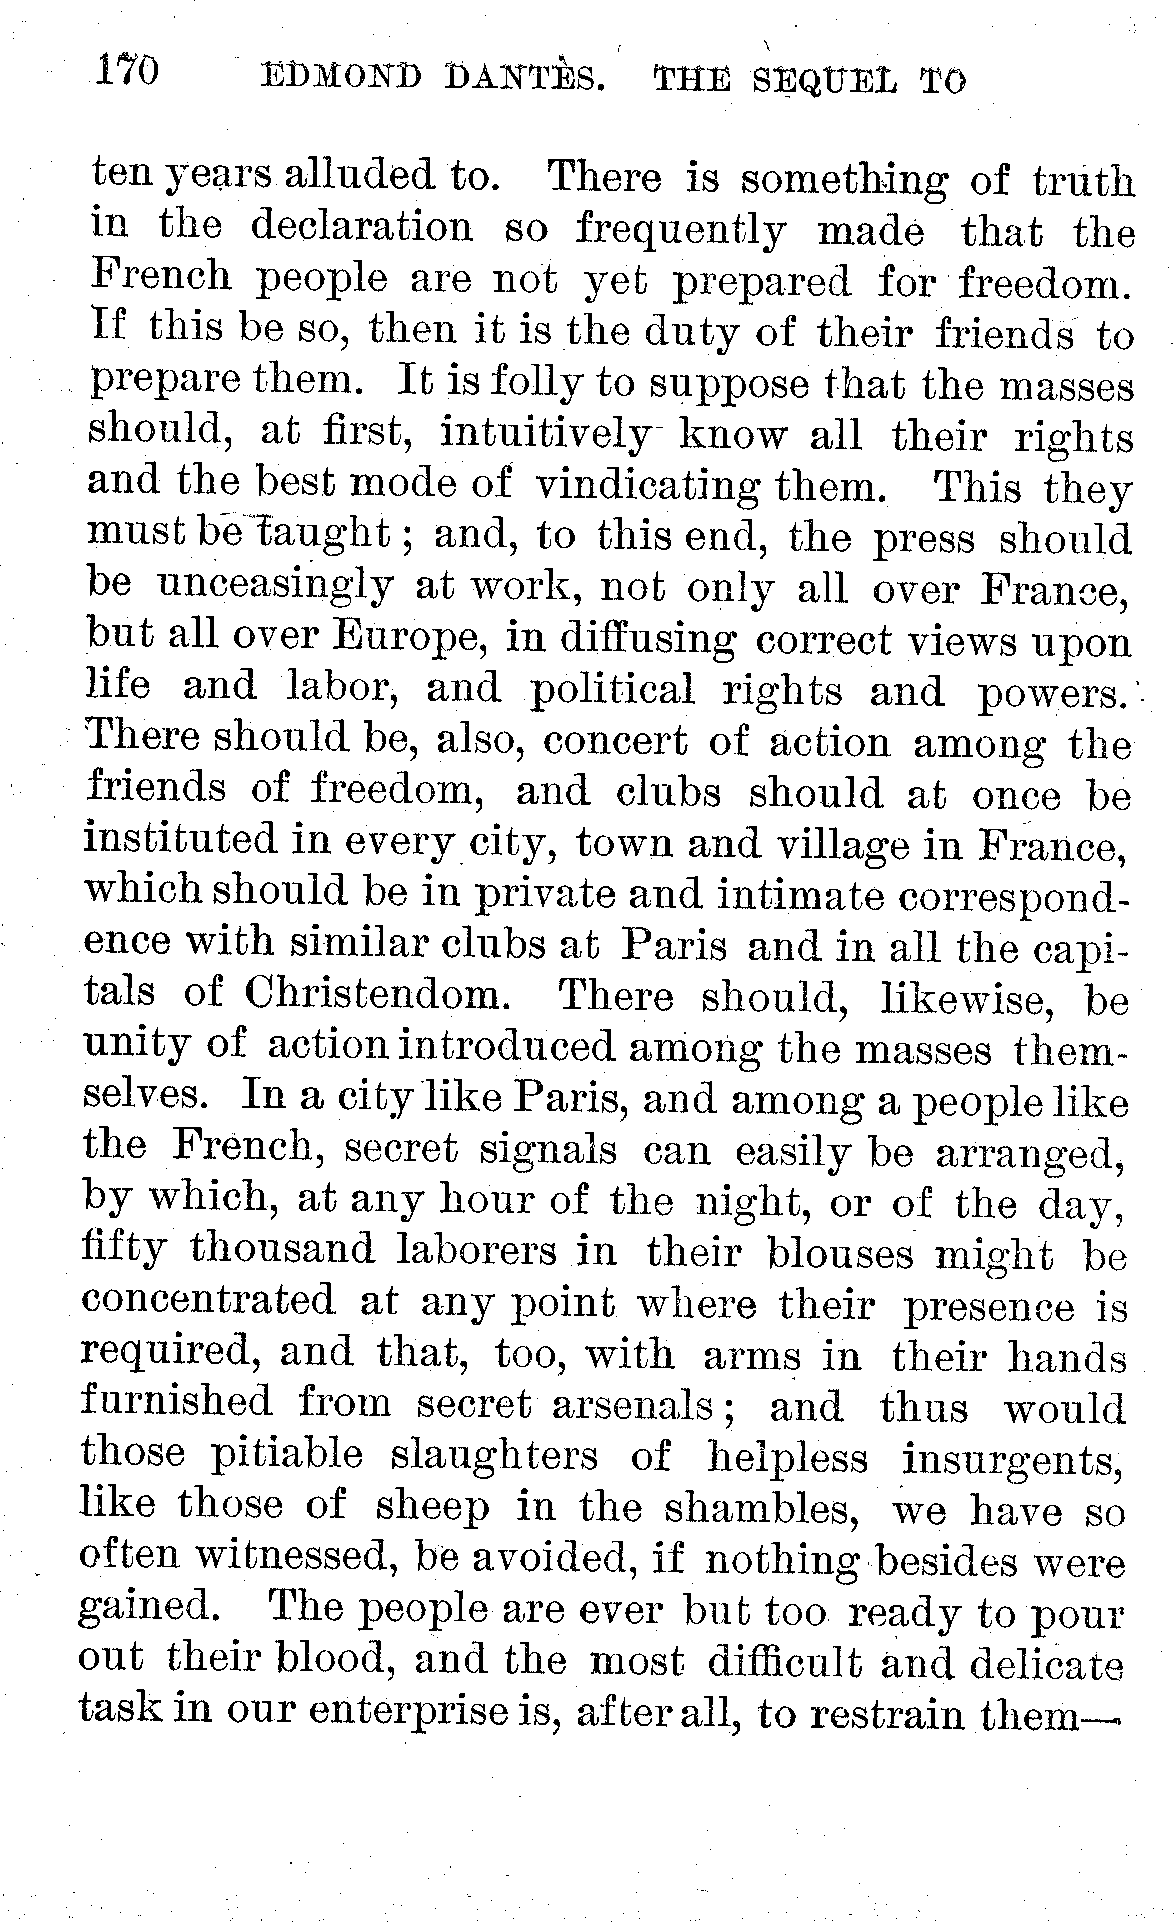 170 EDMOND DANTÈS. THE SEQUEL TO
ten years alluded to. There is something of truth
in the declaration so frequently made that the
French people are not yet prepared for freedom.
If this be so, then it is the duty of their friends to
prepare them. It is folly to suppose that the masses
should, at first, intuitively know all their rights
and the best mode of vindicating them. This they
must be taught; and, to this end, the press should
be unceasingly at work, not only all over France,
but all over Europe, in diffusing correct views upon
life and labor, and political rights and powers.
There should be, also, concert of action among the
friends of freedom, and clubs should at once be
instituted in every city, town and village in France,
which should be in private and intimate correspond-
ence with similar clubs at Paris and in all the capi-
tals of Christendom. There should, likewise, be
unity of action introduced among the masses them-
selves. In a city like Paris, and among a people like
the French, secret signals can easily be arranged,
by which, at any hour of the night, or of the day,
fifty thousand laborers in their blouses might be
concentrated at any point where their presence is
required, and that, too, with arms in their hands
furnished from secret arsenals; and thus would
those pitiable slaughters of helpless insurgents,
like those of sheep in the shambles, we have so
often witnessed, be avoided, if nothing besides were
gained. The people are ever but too ready to pour
out their blood, and the most difficult and delicate
task in our enterprise is, after all, to restrain them—